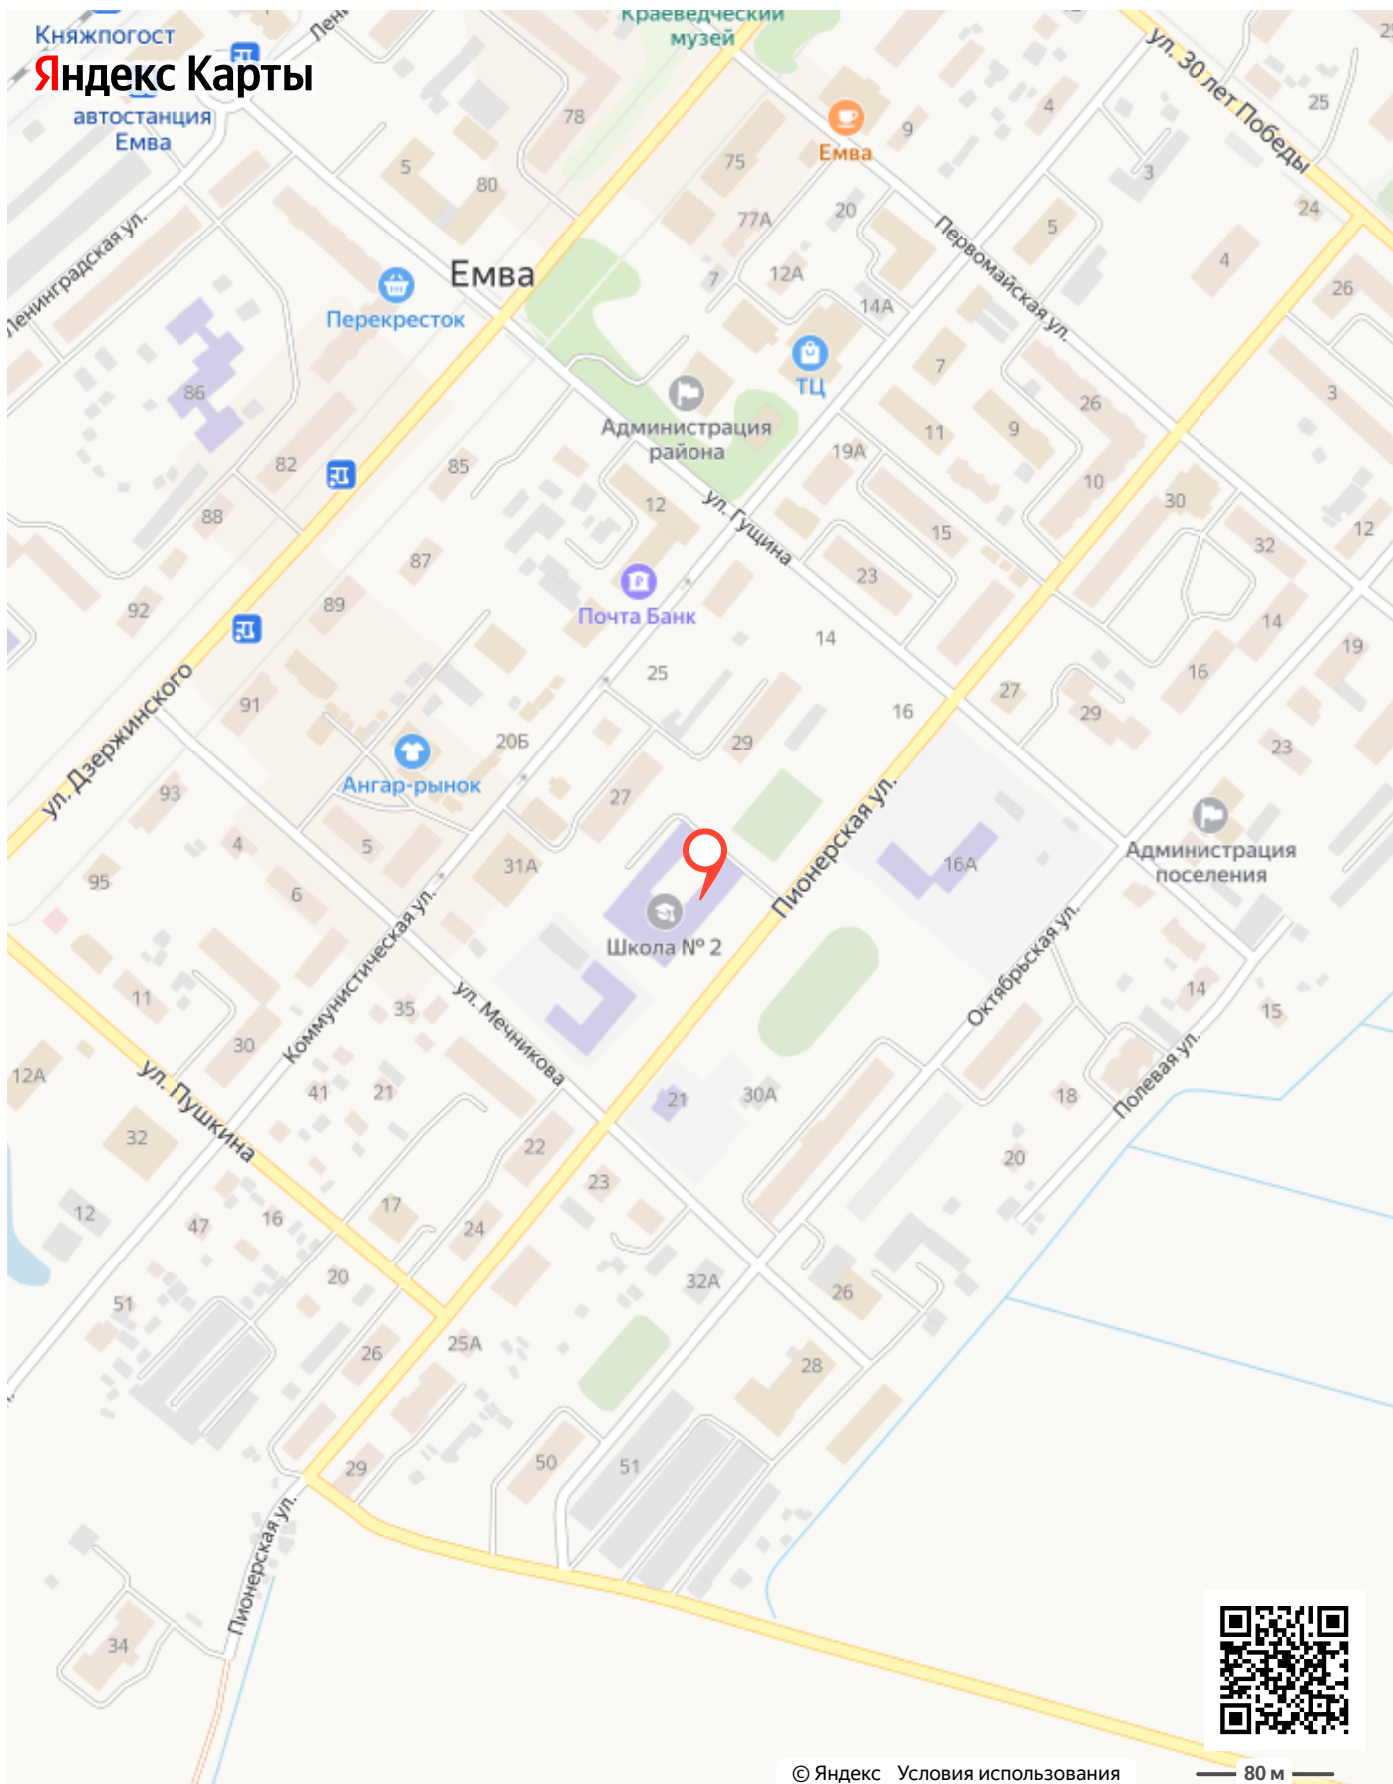 Краеведческий
музей
Княжпогост
Яндекс Карты
автостанция
Емва
ул. 30 лет Победы
78
4
25
9
Емва
5
80
75
3
77А
20
24
5
Ленинградская ул.
Первомайская ул.
4
Емва
7
12А
26
14А
Перекресток
ТЦ
7
86
3
26
Администрация
района
11
9
19А
82
85
10
12
ул. Гущина
30
88
15
12
32
87
23
92
89
Почта Банк
14
14
19
25
16
ул. Дзержинского
91
27
16
29
20Б
29
23
Ангар-рынок
93
27
Пионерская ул.
4
5
Администрация
поселения
31А
16А
95
6
Школа № 2
Коммунистическая ул.
Октябрьская ул.
11
35
ул. Мечникова
14
15
30
12А
ул. Пушкина
41
21
21
30А
18
Полевая ул.
32
22
20
23
12
47
16
17
24
20
32А
26
51
25А
26
28
50
51
29
Пионерская ул.
34
© Яндекс Условия использования
80 м